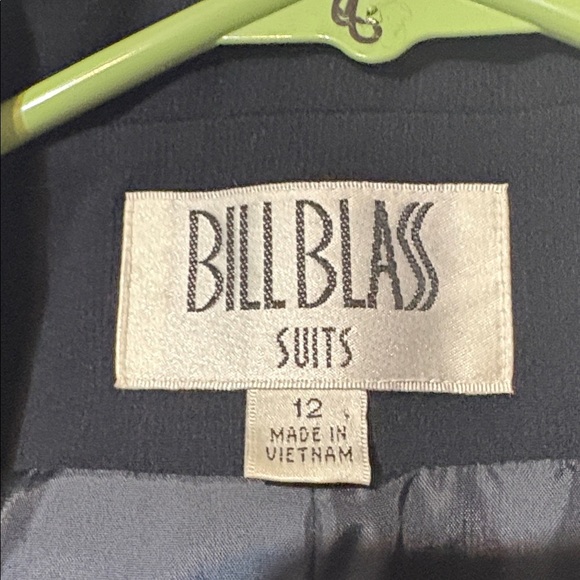 BILL BLASS
SUITS
12
MADE IN
VIETNAM